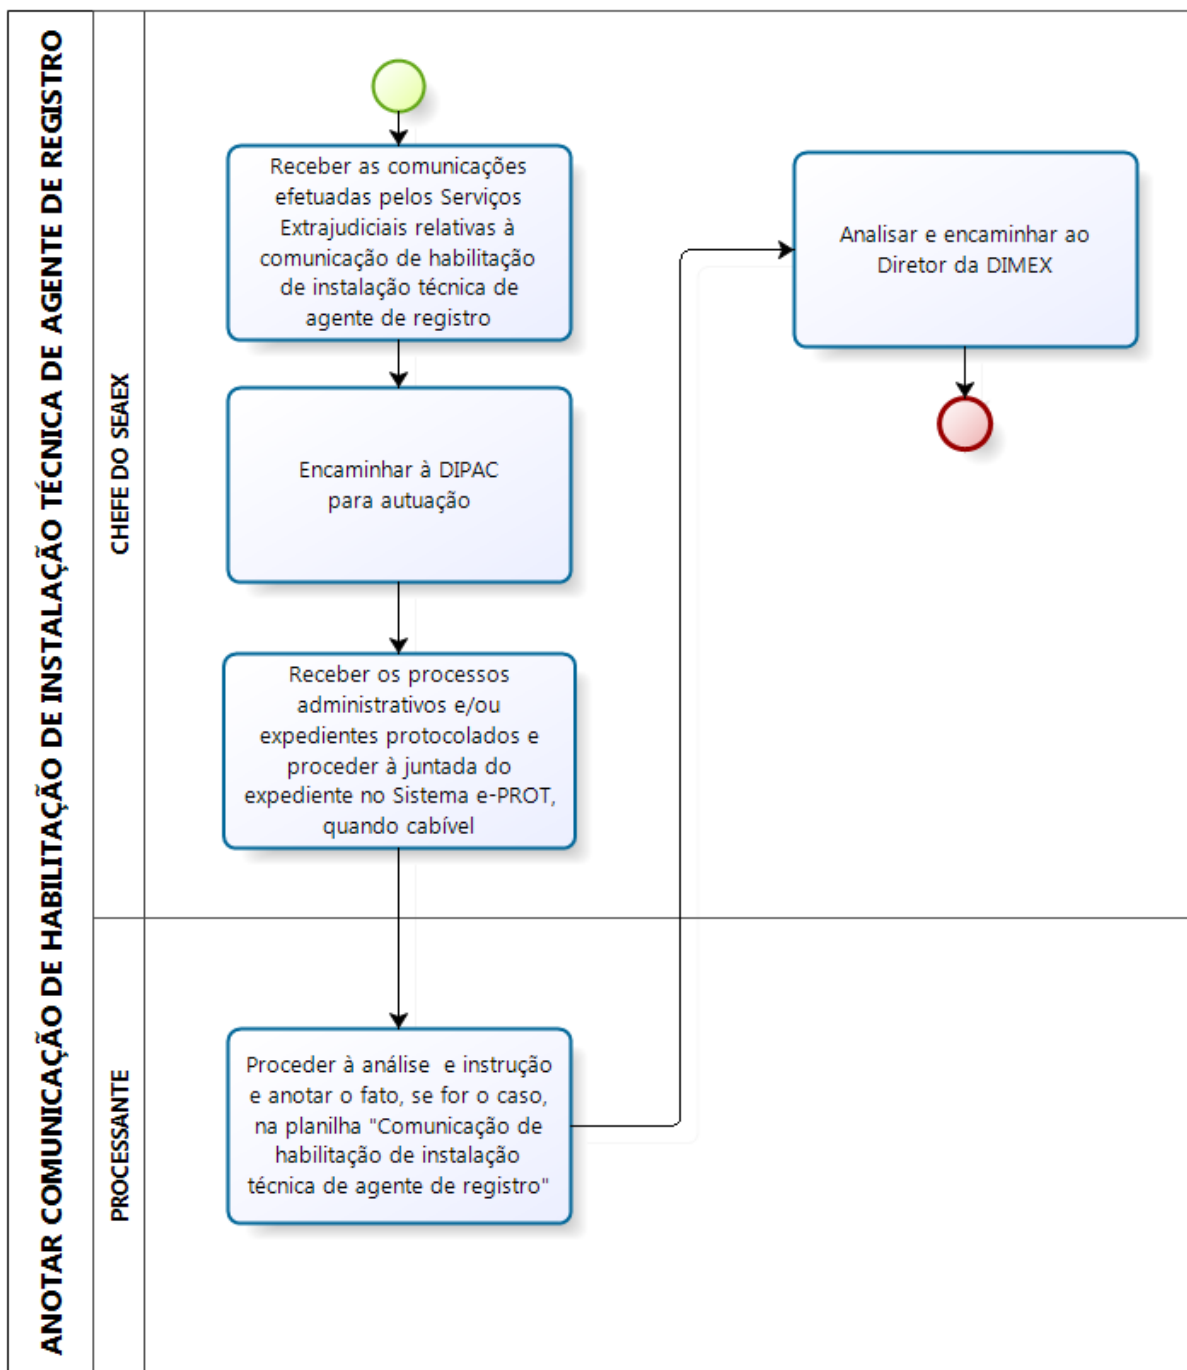 ANOTAR COMUNICAÇÃO DE HABILITAÇÃO DE INSTALAÇÃO TÉCNICA DE AGENTE DE REGISTRO
CHEFE DO SEAEX
Receber as comunicações
efetuadas pelos Serviços
Extrajudiciais relativas à
comunicação de habilitação
de instalação técnica de
agente de registro
Encaminhar à DIPAC
para autuação
Receber os processos
administrativos e/ou
expedientes protocolados e
proceder à juntada do
expediente no Sistema e-PROT,
quando cabível
Analisar e encaminhar ao
Diretor da DIMEX
PROCESSANTE
Proceder à análise  e instrução
e anotar o fato, se for o caso,
na planilha "Comunicação de
habilitação de instalação
técnica de agente de registro"